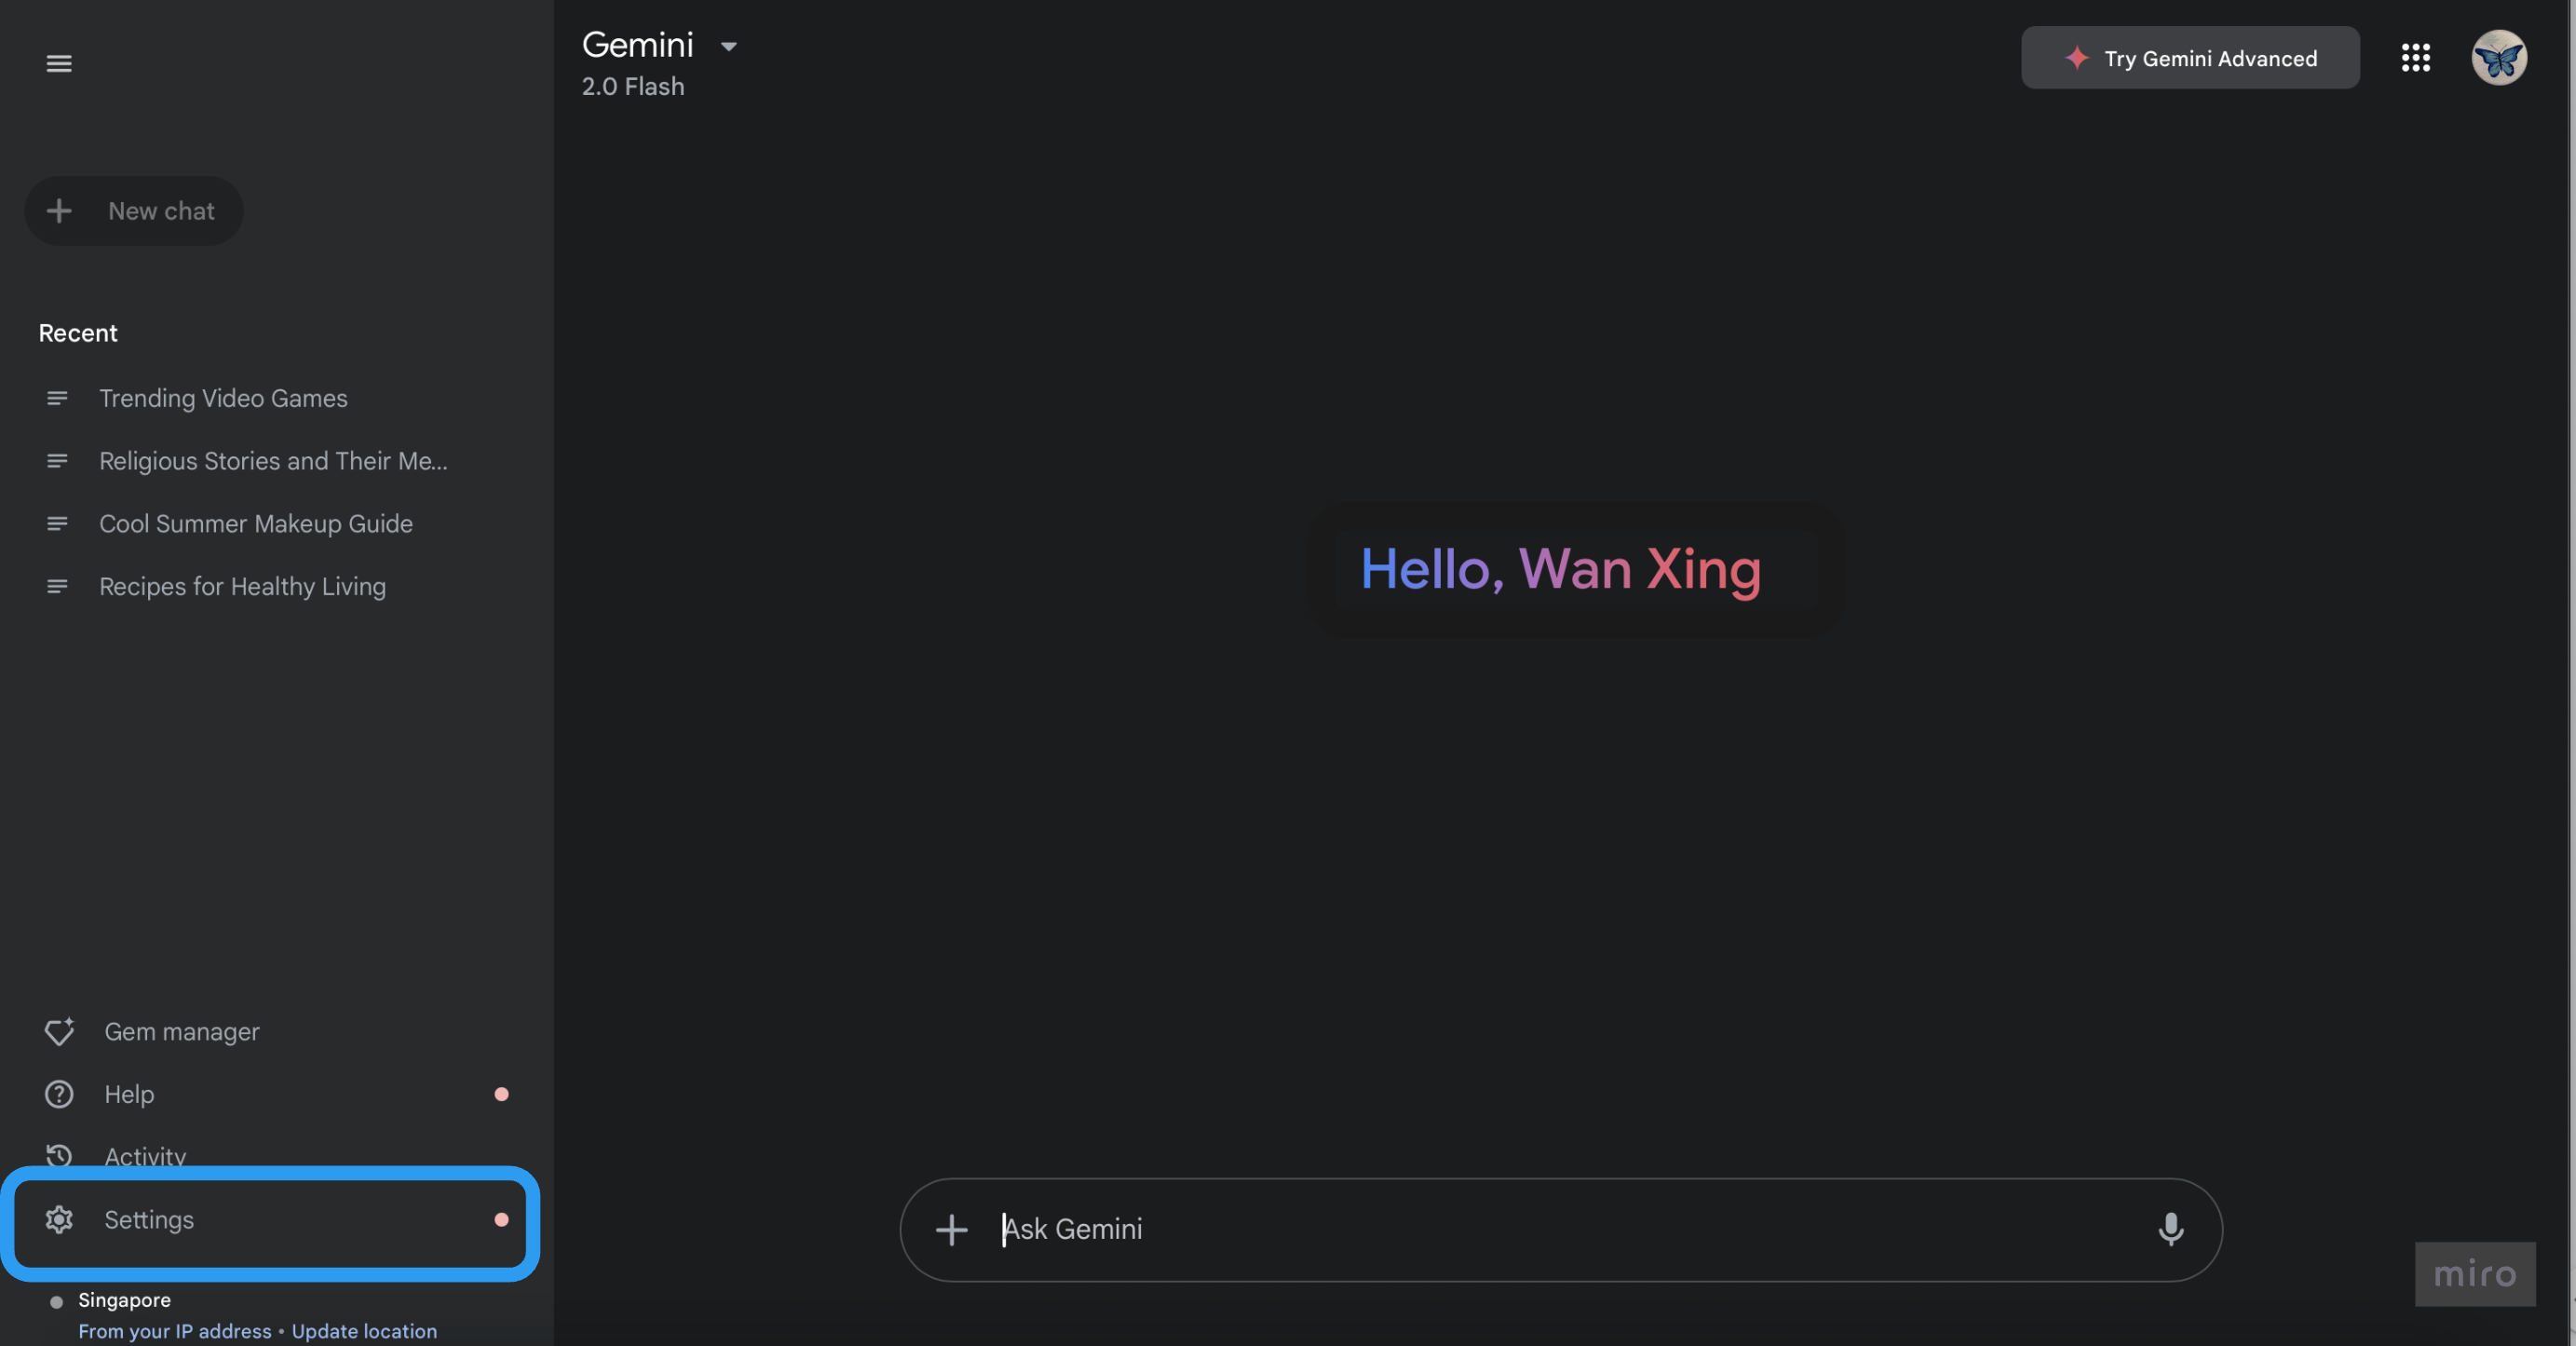 Gemini
2.0 Flash
Try Gemini Advanced
New chat
Recent
Trending Video Games
Religious Stories and Their Me...
Cool Summer Makeup Guide
Recipes for Healthy Living
Hello, Wan Xing
Gem manager
Help
Activity
Settings
Singapore
From your IP address • Update location
Ask Gemini
miro